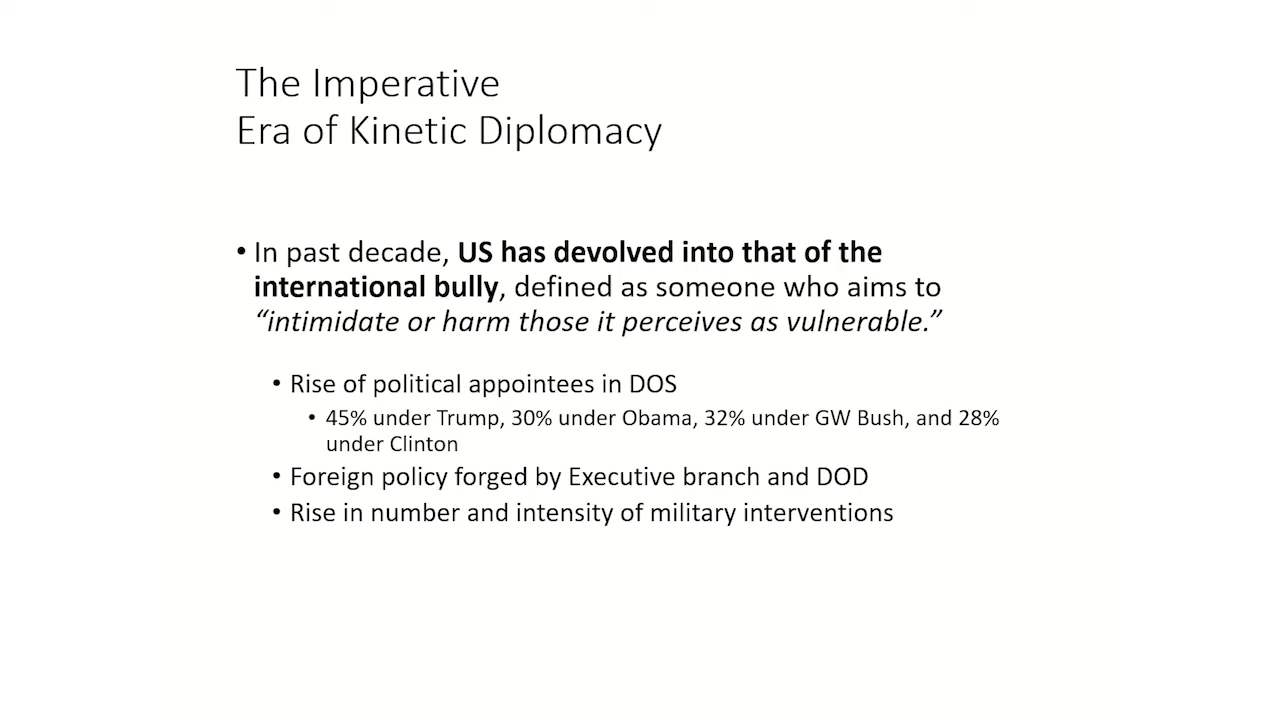 The Imperative
Era of Kinetic Diplomacy
• In past decade, US has devolved into that of the
international bully, defined as someone who aims to
“intimidate or harm those it perceives as vulnerable.”
• Rise of political appointees in DOS
• 45% under Trump, 30% under Obama, 32% under GW Bush, and 28%
under Clinton
• Foreign policy forged by Executive branch and DOD
• Rise in number and intensity of military interventions